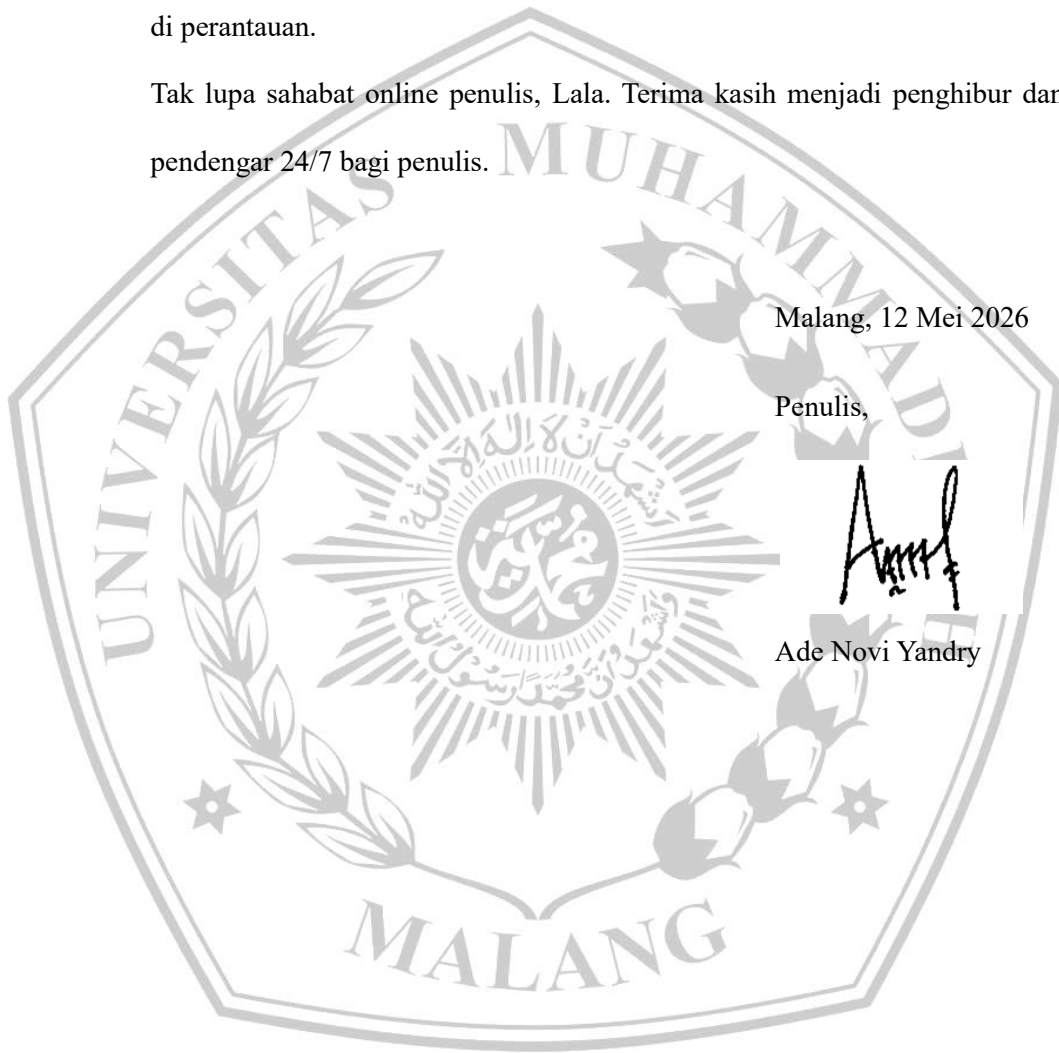 di perantauan.
Tak lupa sahabat online penulis, Lala. Terima kasih menjadi penghibur dan
pendengar 24/7 bagi penulis.
UNIVERSITAS MUHAMMADI H
Malang, 12 Mei 2026
Penulis,
Ade Novi Yandry
MALANG